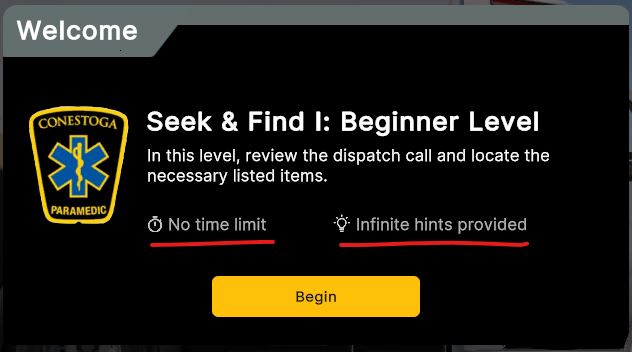 Welcome
CONESTOGA
PARAMEDIC
Seek & Find I: Beginner Level
In this level, review the dispatch call and locate the
necessary listed items.
No time limit
Infinite hints provided
Begin